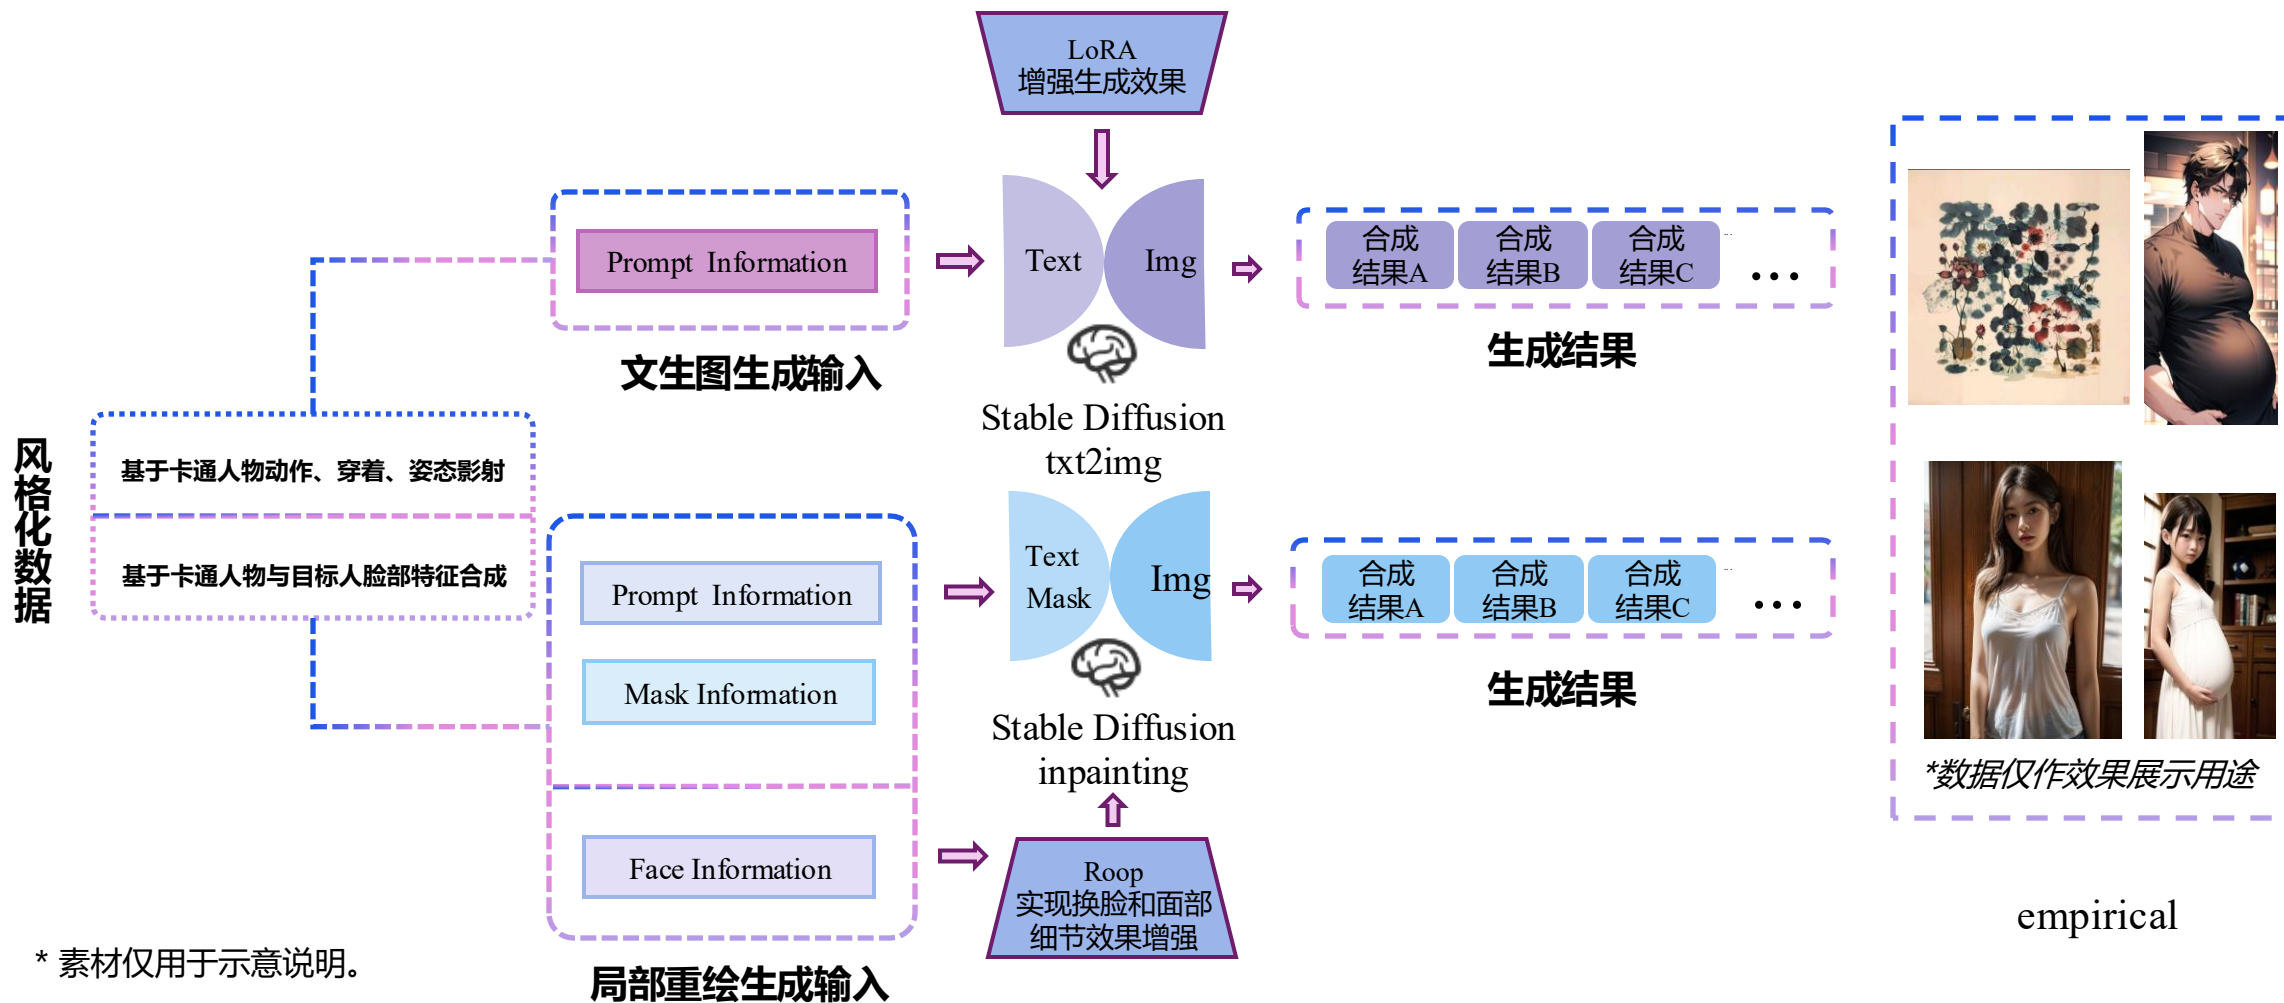 LoRA
增强生成效果
Prompt Information
文生图生成输入
Text
Img
Stable Diffusion
txt2img
合成
结果A
合成
结果B
合成
结果C
...
生成结果
风格化数据
基于卡通人物动作、穿着、姿态影射
基于卡通人物与目标人脸部特征合成
Prompt Information
Mask Information
Face Information
局部重绘生成输入
Text
Mask
Img
Stable Diffusion
inpainting
Roop
实现换脸和面部
细节效果增强
合成
结果A
合成
结果B
合成
结果C
...
生成结果
*数据仅作效果展示用途
empirical
* 素材仅用于示意说明。